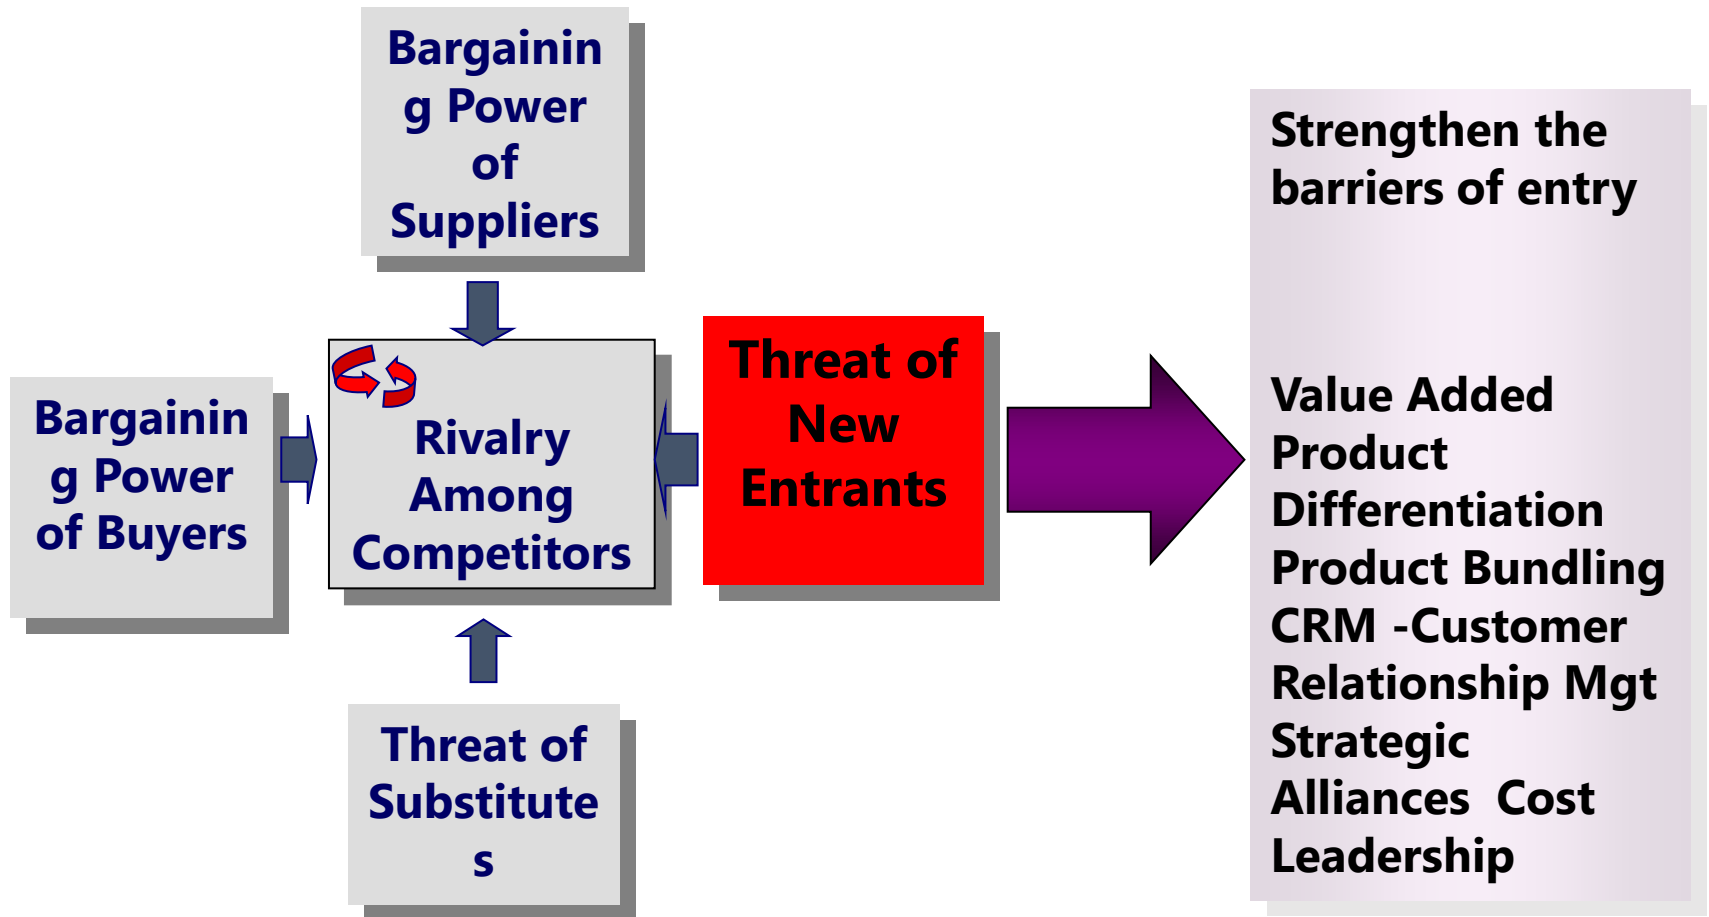 Bargainin
g Power
of
Suppliers
Bargainin
g Power
of Buyers
Rivalry
Among
Competitors
Threat of
New
Entrants
Threat of
Substitute
s
Strengthen the
barriers of entry
Value Added
Product
Differentiation
Product Bundling
CRM -Customer
Relationship Mgt
Strategic
Alliances  Cost
Leadership